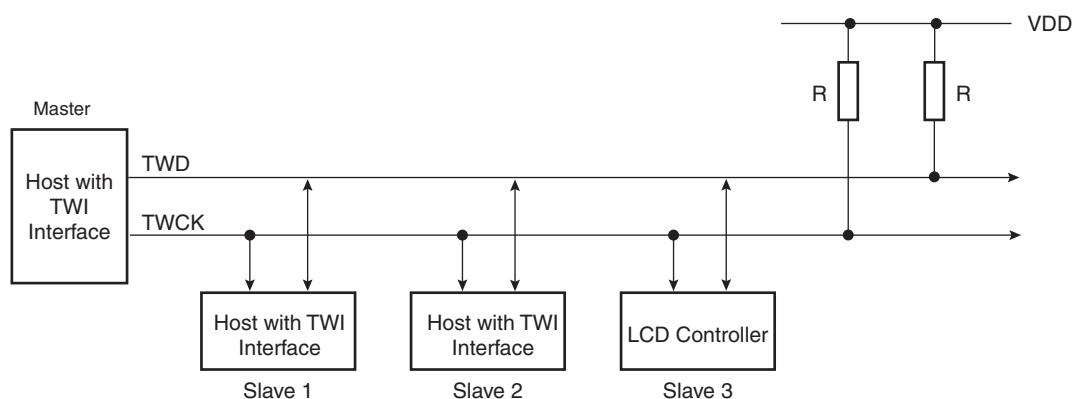 VDD
R
R
Master
Host with
TWI
Interface
TWD
TWCK
Host with TWI
Interface
Host with TWI
Interface
LCD Controller
Slave 1
Slave 2
Slave 3